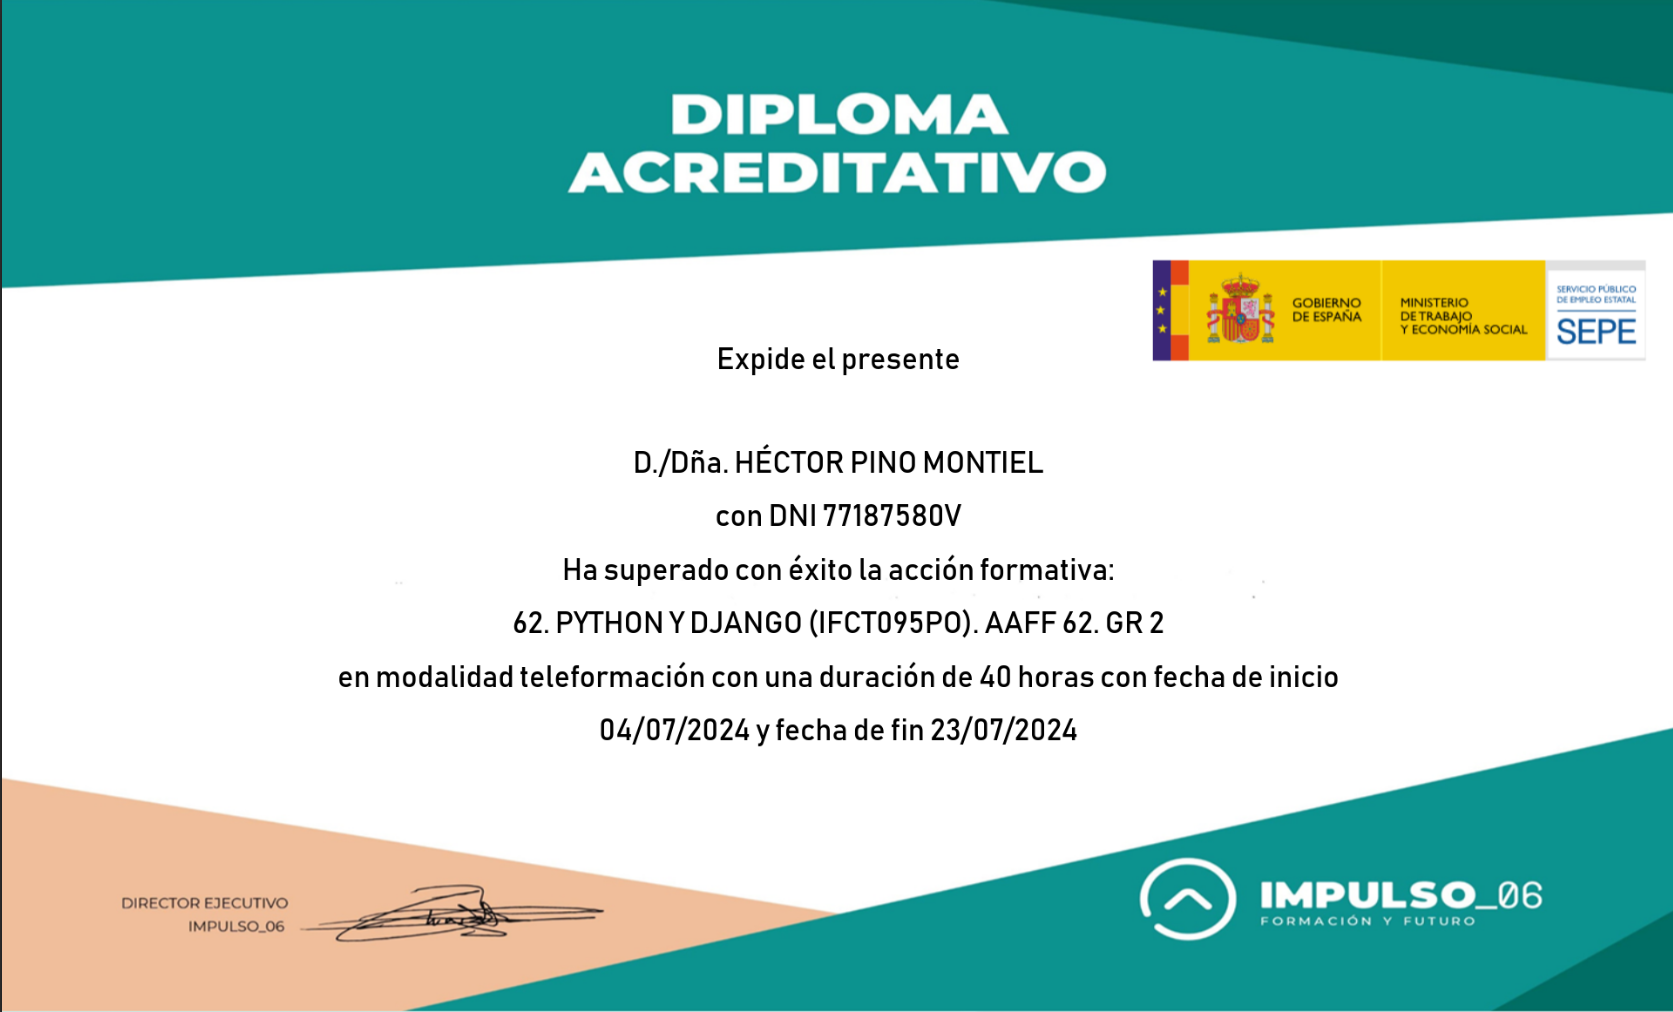 DIPLOMA
ACREDITATIVO
GOBIERNO
DE ESPAÑA
MINISTERIO
DE TRABAJO
Y ECONOMÍA SOCIAL
SERVICIO PÚBLICO
DE EMPLEO ESTATAL
SEPE
Expide el presente
D./Dña. HÉCTOR PINO MONTIEL
con DNI 77187580V
Ha superado con éxito la acción formativa:
62. PYTHON Y DJANGO (IFCT095PO). AAFF 62. GR 2
en modalidad teleformación con una duración de 40 horas con fecha de inicio
04/07/2024 y fecha de fin 23/07/2024
DIRECTOR EJECUTIVO
IMPULSO_06
IMPULSO_06
FORMACIÓN Y FUTURO